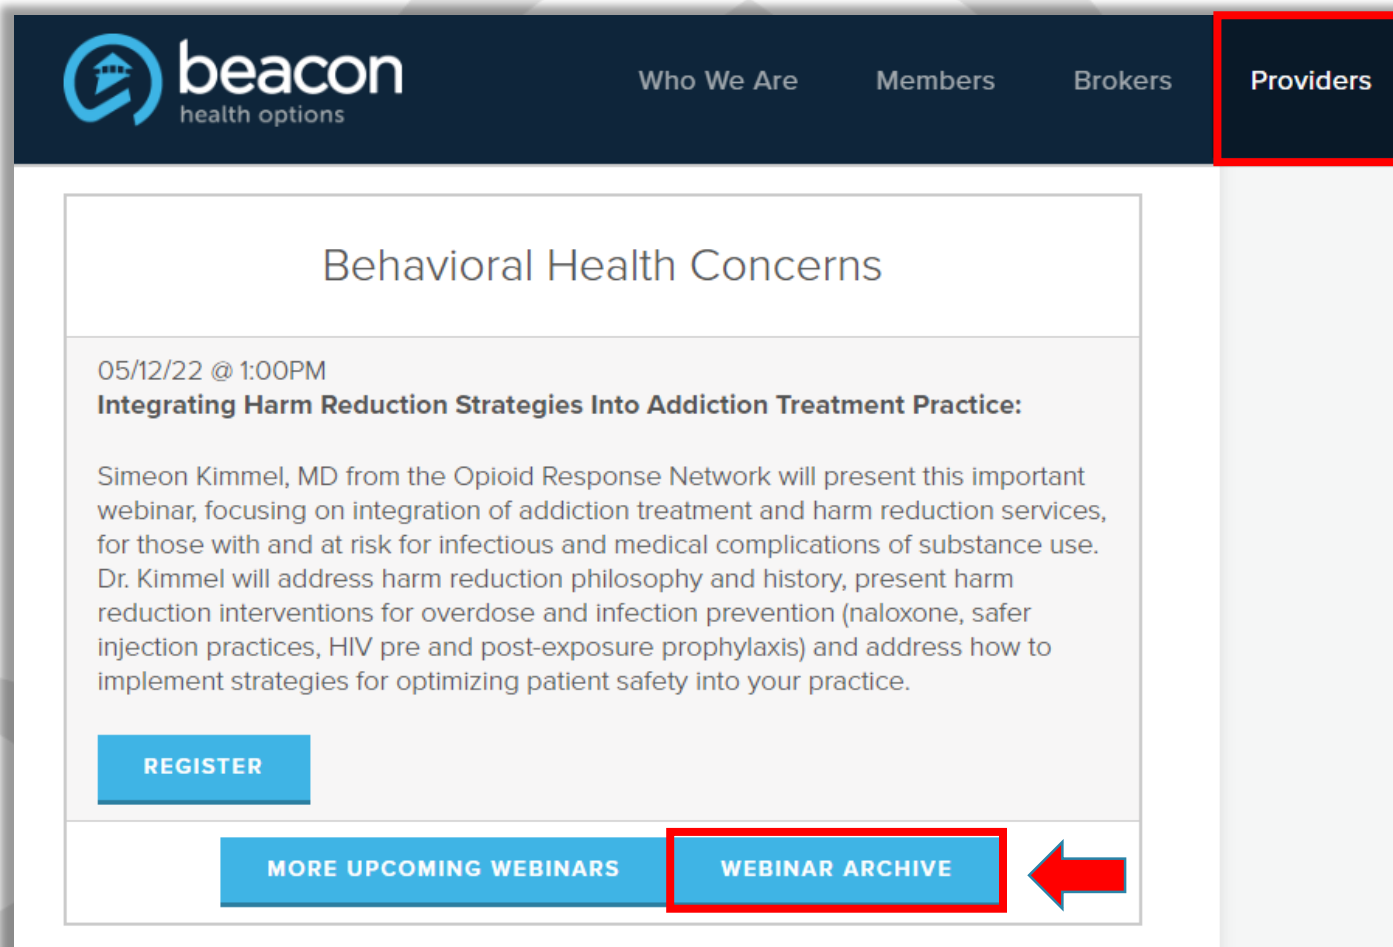 beacon
health options
Who We Are
Members
Brokers
Providers
Behavioral Health Concerns
05/12/22 @ 1:00PM
Integrating Harm Reduction Strategies Into Addiction Treatment Practice:
Simeon Kimmel, MD from the Opioid Response Network will present this important
webinar, focusing on integration of addiction treatment and harm reduction services,
for those with and at risk for infectious and medical complications of substance use.
Dr. Kimmel will address harm reduction philosophy and history, present harm
reduction interventions for overdose and infection prevention (naloxone, safer
injection practices, HIV pre and post-exposure prophylaxis) and address how to
implement strategies for optimizing patient safety into your practice.
REGISTER
MORE UPCOMING WEBINARS
WEBINAR ARCHIVE